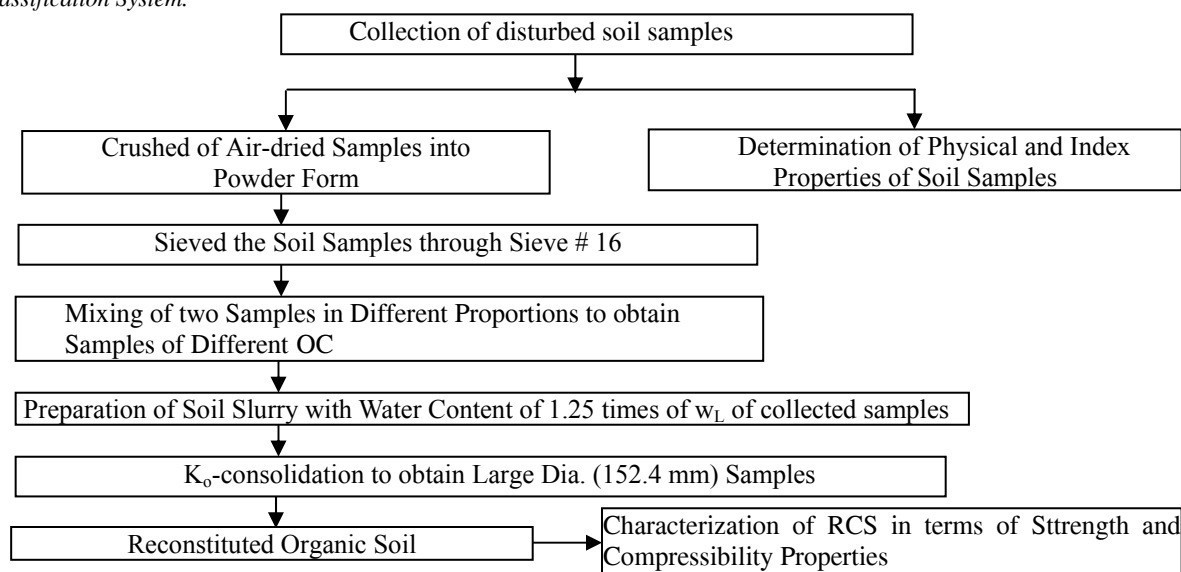 Classification System.
Collection of disturbed soil samples
Crushed of Air-dried Samples into
Powder Form
Determination of Physical and Index
Properties of Soil Samples
Sieved the Soil Samples through Sieve # 16
Mixing of two Samples in Different Proportions to obtain
Samples of Different OC
Preparation of Soil Slurry with Water Content of 1.25 times of wL of collected samples
Ko-consolidation to obtain Large Dia. (152.4 mm) Samples
Reconstituted Organic Soil
Characterization of RCS in terms of Sttrength and
Compressibility Properties